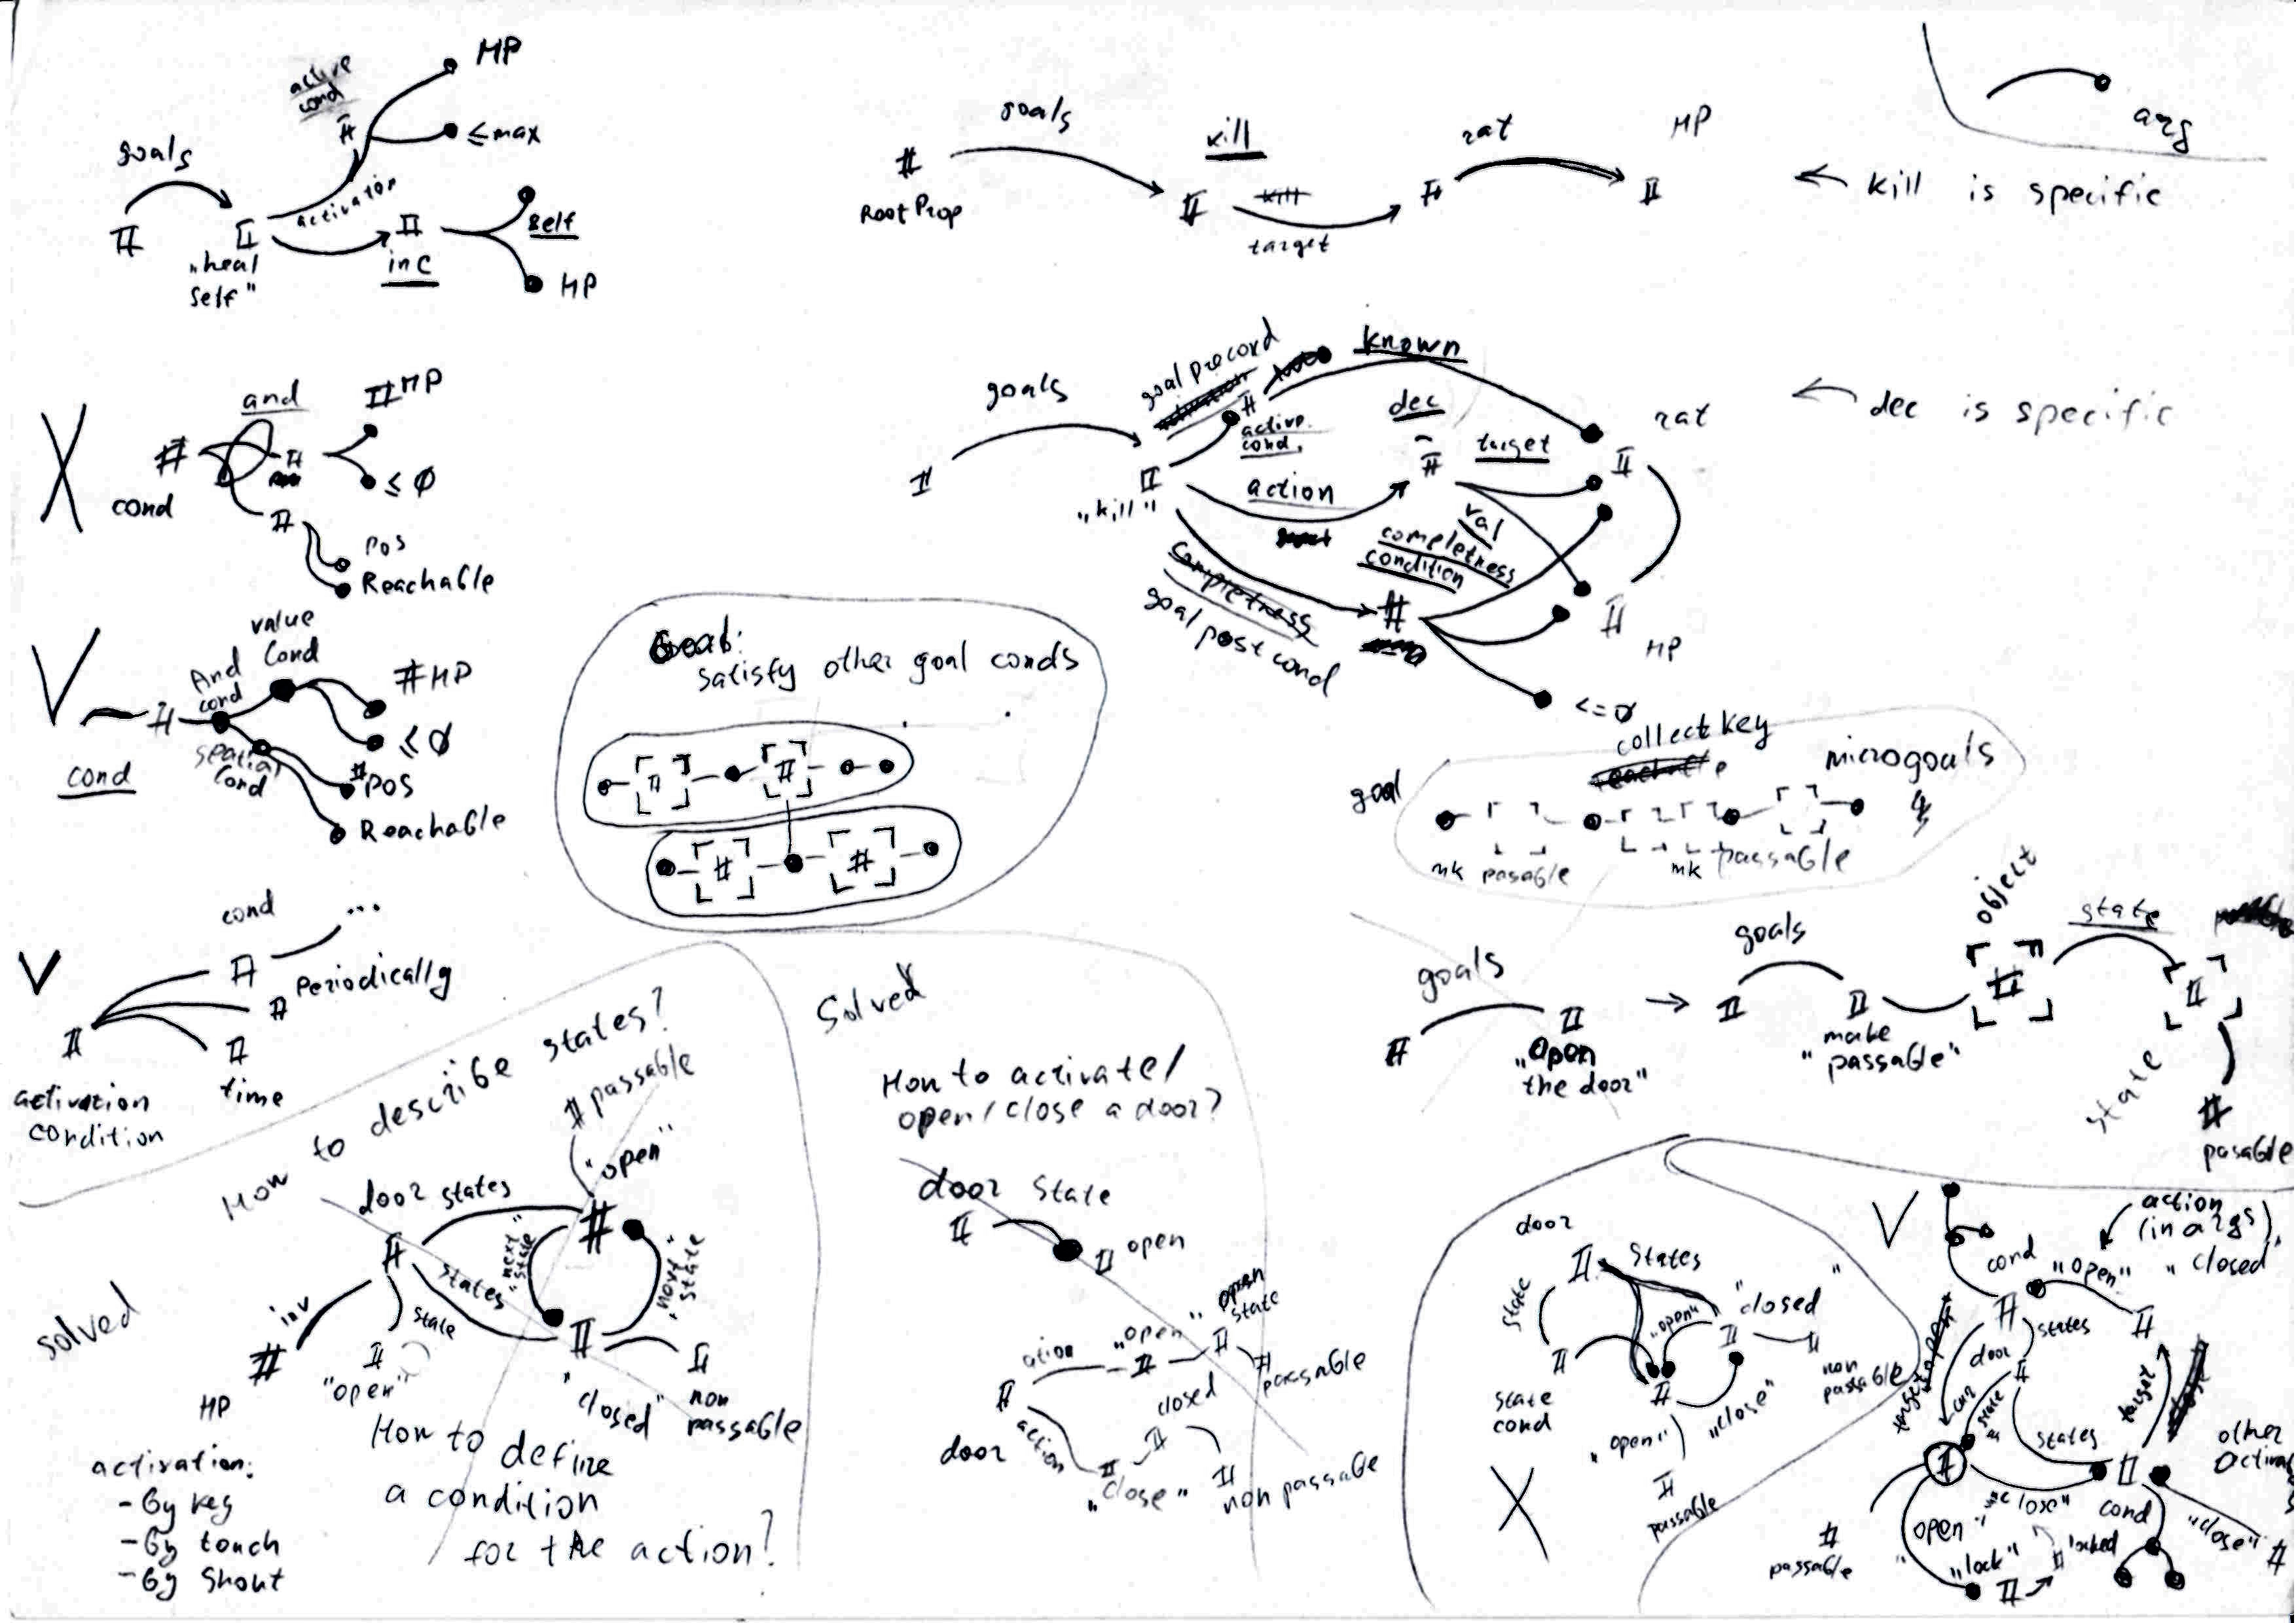 HP
active
cond
≤ max
goals
activation
self
"heal
self"
inc
HP
goals
Root Prop
kill
kill
target
rat
HP
arg
← kill is specific
and
HP
≤ 0
cond
pos
Reachable
goals
goal precond
known
active
cond.
dec
target
rat
"kill"
action
val
completness
condition
completness
goal post cond
HP
<= 0
← dec is specific
value
cond
And
cond
HP
≤ 0
spatial
cond
cond
pos
Reachable
Goal:
satisfy other goal conds
goal
collect key
microgoals
mk passable
mk passable
cond ...
Periodically
time
activation
condition
goals
"open
the door"
→
goals
make
"passable"
object
state
state
passable
How to describe states?
passable
"open"
door states
"next
state"
"next
state"
states
state
inv
"open"
HP
"closed"
non
passable
solved
activation:
- by key
- by touch
- by shout
How to define
a condition
for the action?
Solved
How to activate/
open/close a door?
door state
open
action
"open"
open
state
passable
closed
door
action
"close"
non passable
door
states
state
"open"
"closed"
non
passable
state
cond
"close"
"open"
passable
action
(in args)
cond
"open"
"closed"
states
door
cur
state
target
states
other
"close"
cond
"close"
open
"lock"
locked
passable